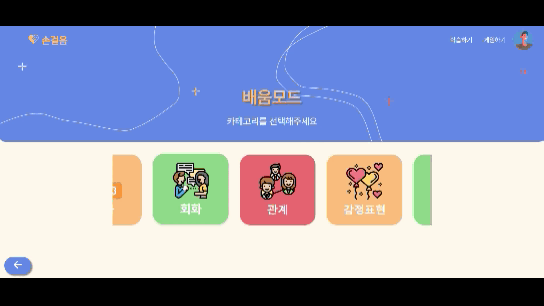 손걸음
학습하기 게임하기
배움모드
카테고리를 선택해주세요
회화
관계
감정표현